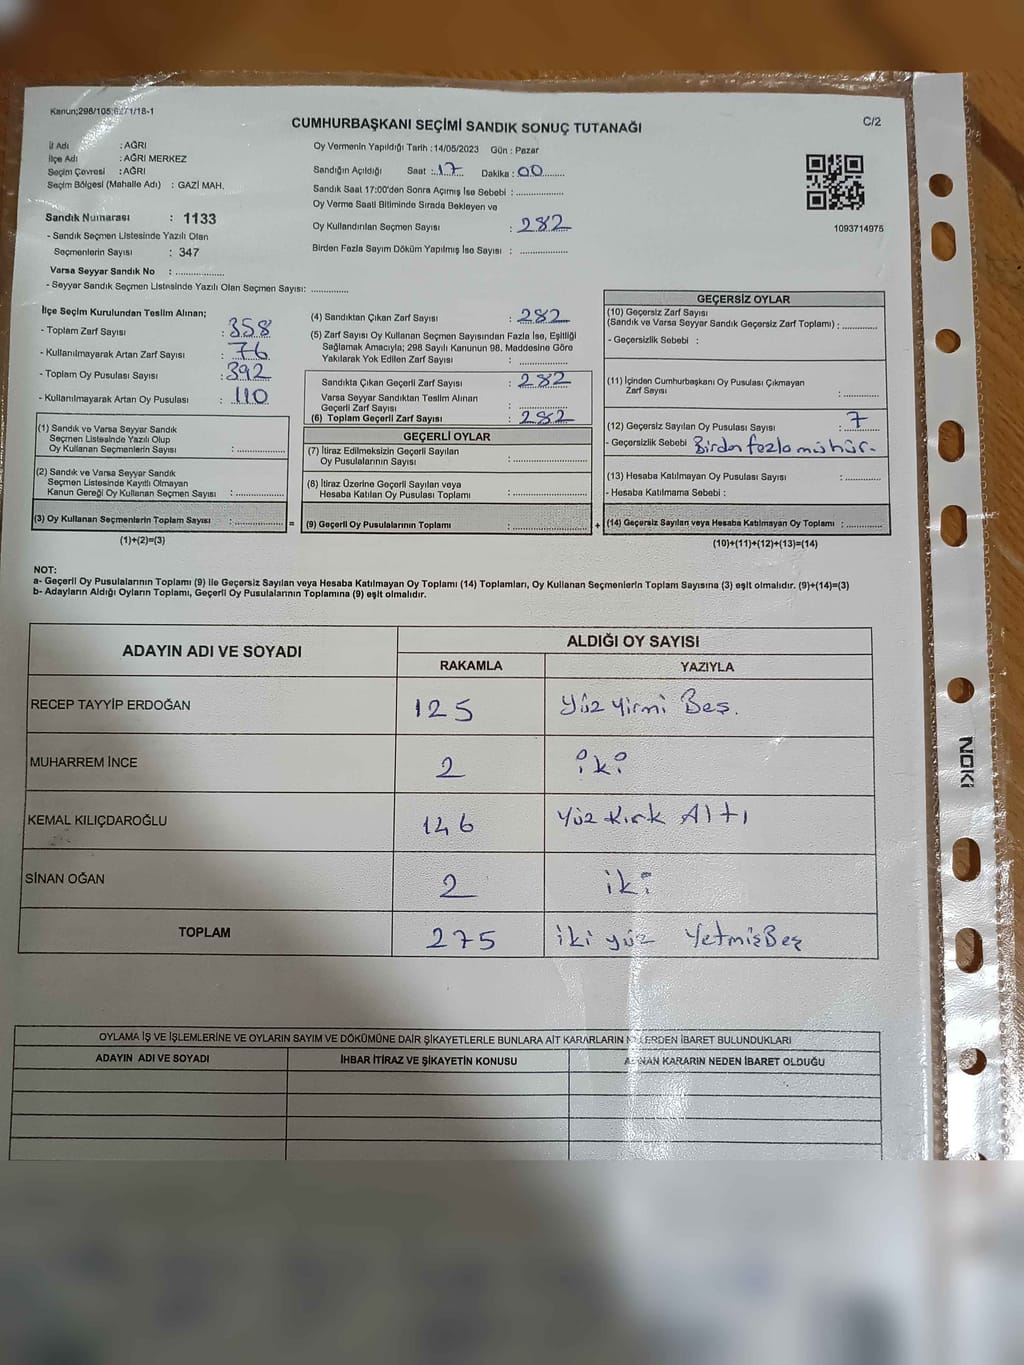 Kanun;298/105;6271/18-1
C/2
CUMHURBAŞKANI SEÇİMİ SANDIK SONUÇ TUTANAĞI
İl Adı : AĞRI
İlçe Adı : AĞRI MERKEZ
Seçim Çevresi : AĞRI
Seçim Bölgesi (Mahalle Adı) : GAZİ MAH.
Sandık Numarası : 1133
- Sandık Seçmen Listesinde Yazılı Olan
Seçmenlerin Sayısı : 347
Varsa Seyyar Sandık No : ..............
- Seyyar Sandık Seçmen Listesinde Yazılı Olan Seçmen Sayısı: ............
Oy Vermenin Yapıldığı Tarih : 14/05/2023 Gün : Pazar
Sandığın Açıldığı Saat : 17 Dakika : 00
Sandık Saat 17:00'den Sonra Açımış İse Sebebi : ..............
Oy Verme Saati Bitiminde Sırada Bekleyen ve
Oy Kullandırılan Seçmen Sayısı : 282
Birden Fazla Sayım Döküm Yapılmış İse Sayısı : ..............
1093714975
İlçe Seçim Kurulundan Teslim Alınan;
- Toplam Zarf Sayısı : 358
- Kullanılmayarak Artan Zarf Sayısı : 76
- Toplam Oy Pusulası Sayısı : 392
- Kullanılmayarak Artan Oy Pusulası : 110
(1) Sandık ve Varsa Seyyar Sandık
Seçmen Listesinde Yazılı Olup
Oy Kullanan Seçmenlerin Sayısı : ..............
(2) Sandık ve Varsa Seyyar Sandık
Seçmen Listesinde Kayıtlı Olmayan
Kanun Gereği Oy Kullanan Seçmen Sayısı : ..............
(3) Oy Kullanan Seçmenlerin Toplam Sayısı : .............. =
(1)+(2)=(3)
(4) Sandıktan Çıkan Zarf Sayısı : 282
(5) Zarf Sayısı Oy Kullanan Seçmen Sayısından Fazla İse, Eşitliği
Sağlamak Amacıyla; 298 Sayılı Kanunun 98. Maddesine Göre
Yakılarak Yok Edilen Zarf Sayısı : ..............
Sandıkta Çıkan Geçerli Zarf Sayısı : 282
Varsa Seyyar Sandıktan Teslim Alınan
Geçerli Zarf Sayısı : ..............
(6) Toplam Geçerli Zarf Sayısı : 282
GEÇERLİ OYLAR
(7) İtiraz Edilmeksizin Geçerli Sayılan
Oy Pusulalarının Sayısı : ..............
(8) İtiraz Üzerine Geçerli Sayılan veya
Hesaba Katılan Oy Pusulası Toplamı : ..............
(9) Geçerli Oy Pusulalarının Toplamı : .............. +
GEÇERSİZ OYLAR
(10) Geçersiz Zarf Sayısı
(Sandık ve Varsa Seyyar Sandık Geçersiz Zarf Toplamı) : ............
- Geçersizlik Sebebi :
(11) İçinden Cumhurbaşkanı Oy Pusulası Çıkmayan
Zarf Sayısı : ............
(12) Geçersiz Sayılan Oy Pusulası Sayısı : 7
- Geçersizlik Sebebi Birden fazla mühür.
(13) Hesaba Katılmayan Oy Pusulası Sayısı : ............
- Hesaba Katılmama Sebebi :
(14) Geçersiz Sayılan veya Hesaba Katılmayan Oy Toplamı : ............
(10)+(11)+(12)+(13)=(14)
NOT:
a- Geçerli Oy Pusulalarının Toplamı (9) ile Geçersiz Sayılan veya Hesaba Katılmayan Oy Toplamı (14) Toplamları, Oy Kullanan Seçmenlerin Toplam Sayısına (3) eşit olmalıdır. (9)+(14)=(3)
b- Adayların Aldığı Oyların Toplamı, Geçerli Oy Pusulalarının Toplamına (9) eşit olmalıdır.
ADAYIN ADI VE SOYADI ALDIĞI OY SAYISI
RAKAMLA YAZIYLA
RECEP TAYYİP ERDOĞAN 125 Yüz Yirmi Beş.
MUHARREM İNCE 2 iki
KEMAL KILIÇDAROĞLU 146 Yüz Kırk Altı
SİNAN OĞAN 2 iki
TOPLAM 275 iki yüz YetmişBeş
OYLAMA İŞ VE İŞLEMLERİNE VE OYLARIN SAYIM VE DÖKÜMÜNE DAİR ŞİKAYETLERLE BUNLARA AİT KARARLARIN NELERDEN İBARET BULUNDUKLARI
ADAYIN ADI VE SOYADI İHBAR İTİRAZ VE ŞİKAYETİN KONUSU ALINAN KARARIN NEDEN İBARET OLDUĞU
NOKI